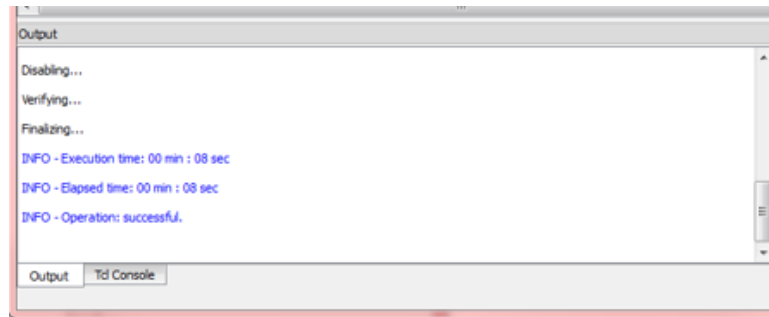 Output
Disabling...
Verifying...
Finalizing...
INFO - Execution time: 00 min : 08 sec
INFO - Elapsed time: 00 min : 08 sec
INFO - Operation: successful.
Output
Tcl Console